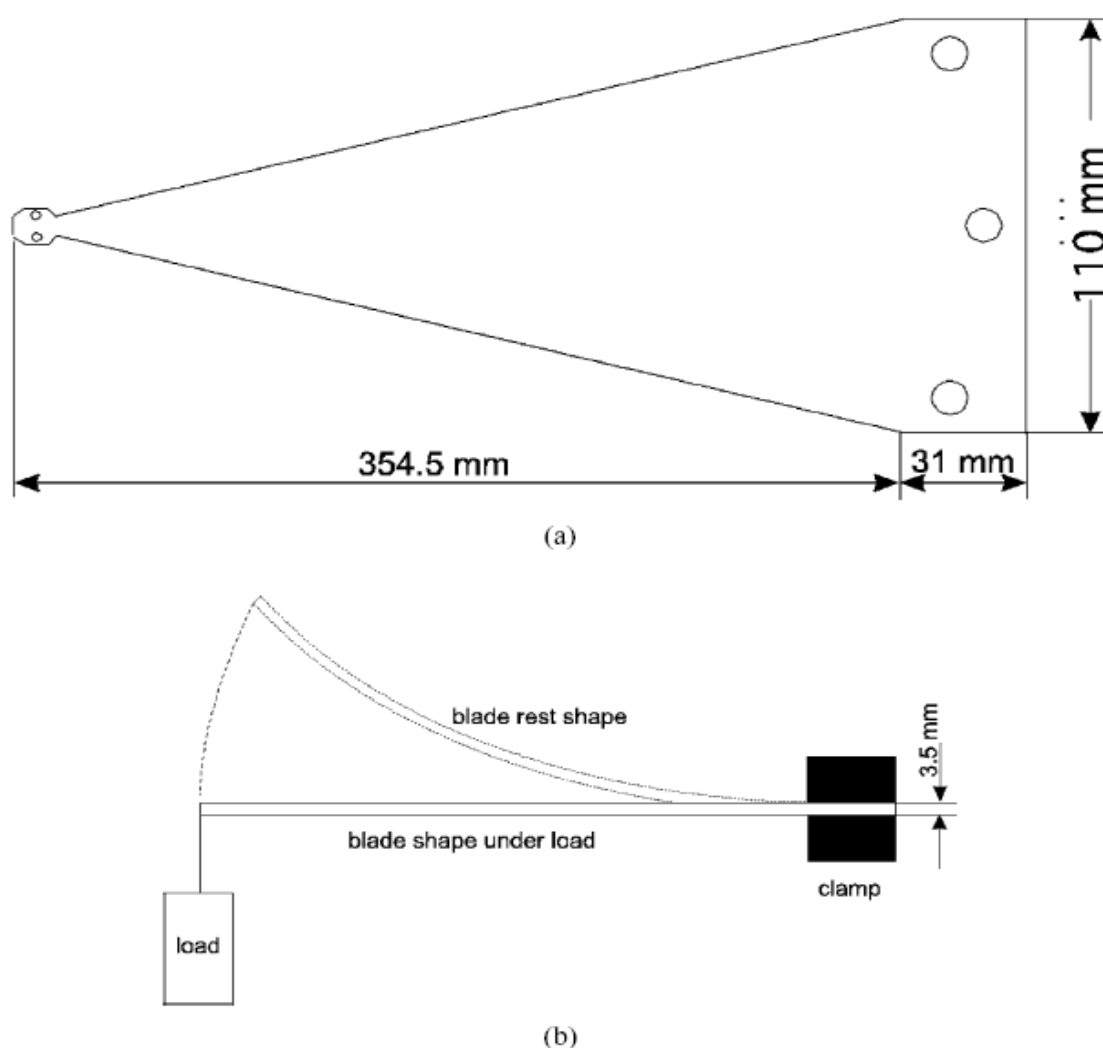 110 mm
354.5 mm
31 mm
(a)
blade rest shape
3.5 mm
blade shape under load
clamp
load
(b)